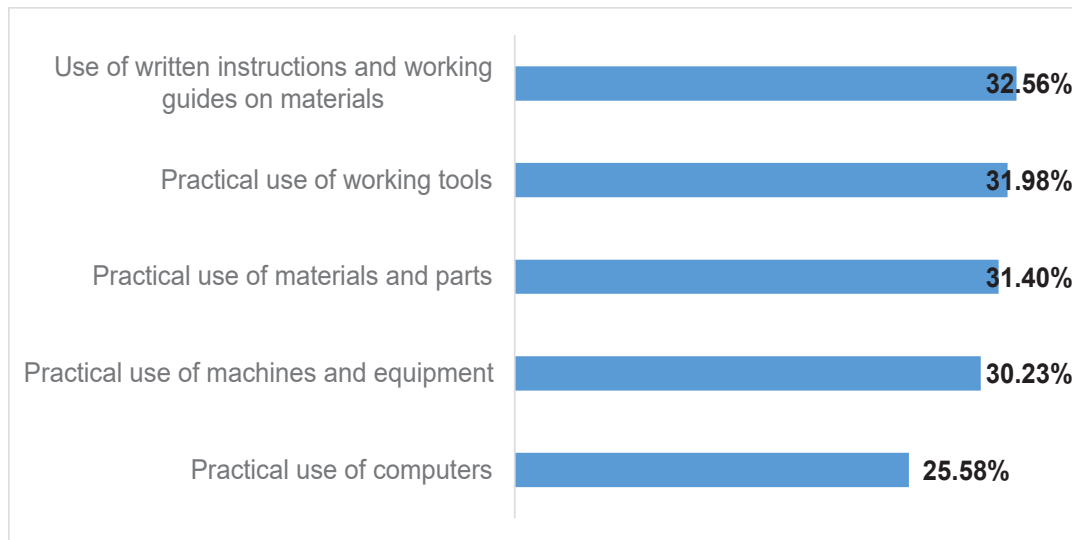 Use of written instructions and working
guides on materials
32.56%
Practical use of working tools
31.98%
Practical use of materials and parts
31.40%
Practical use of machines and equipment
30.23%
Practical use of computers
25.58%